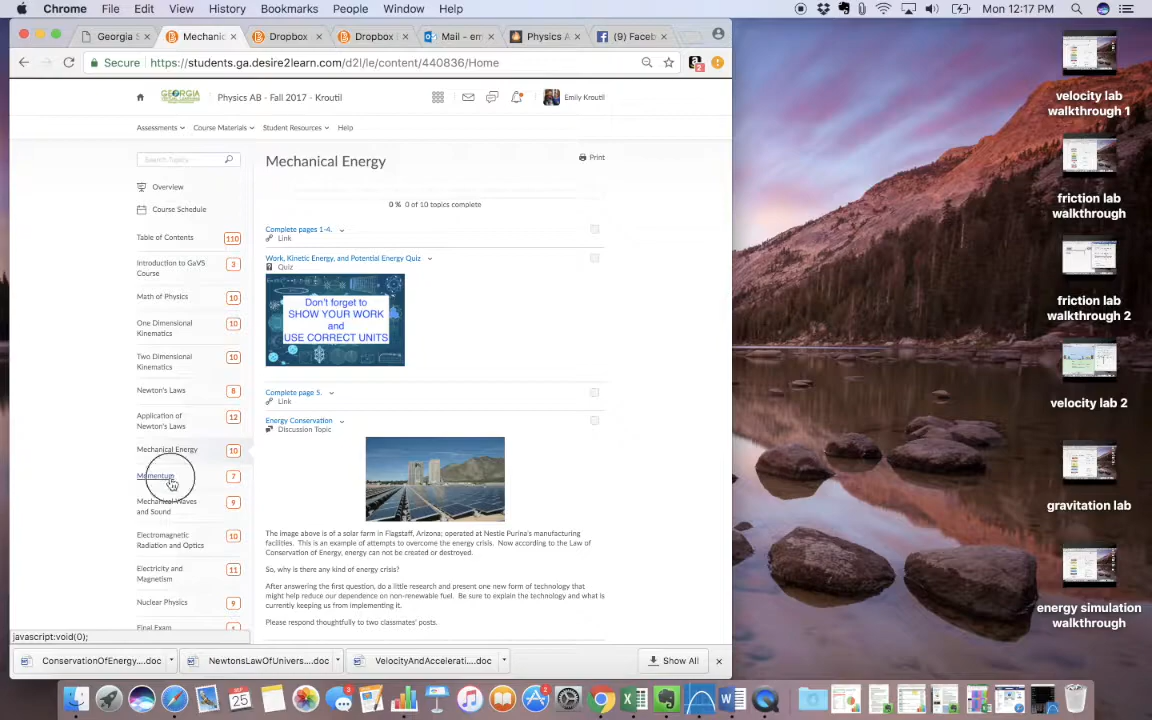 Chrome File Edit View History Bookmarks People Window Help Mon 12:17 PM
Georgia S Mechanic Dropbox Dropbox Mail - em Physics A (9) Faceb
Secure https://students.ga.desire2learn.com/d2l/le/content/440836/Home
2
GEORGIA Physics AB - Fall 2017 - Kroutil Emily Kroutil
Assessments Course Materials Student Resources Help
Search Topics
Overview
Course Schedule
Table of Contents 110
Introduction to GaVS
Course
3
Math of Physics 10
One Dimensional
Kinematics
10
Two Dimensional
Kinematics
10
Newton's Laws 8
Application of
Newton's Laws
12
Mechanical Energy 10
Momentum 7
Mechanical Waves
and Sound
9
Electromagnetic
Radiation and Optics
10
Electricity and
Magnetism
11
Nuclear Physics 9
Final Exam
Mechanical Energy
Print
0 % 0 of 10 topics complete
Complete pages 1-4.
Link
Work, Kinetic Energy, and Potential Energy Quiz
Quiz
Don't forget to
SHOW YOUR WORK
and
USE CORRECT UNITS
Complete page 5.
Link
Energy Conservation
Discussion Topic
The image above is of a solar farm in Flagstaff, Arizona; operated at Nestle Purina's manufacturing
facilities. This is an example of attempts to overcome the energy crisis. Now according to the Law of
Conservation of Energy, energy can not be created or destroyed.
So, why is there any kind of energy crisis?
After answering the first question, do a little research and present one new form of technology that
might help reduce our dependence on non-renewable fuel. Be sure to explain the technology and what is
currently keeping us from implementing it.
Please respond thoughtfully to two classmates' posts.
javascript:void(0);
ConservationOfEnergy....doc NewtonsLawOfUnivers....doc VelocityAndAccelerati....doc Show All
velocity lab
walkthrough 1
friction lab
walkthrough
friction lab
walkthrough 2
velocity lab 2
gravitation lab
energy simulation
walkthrough
SEP
25
3
2